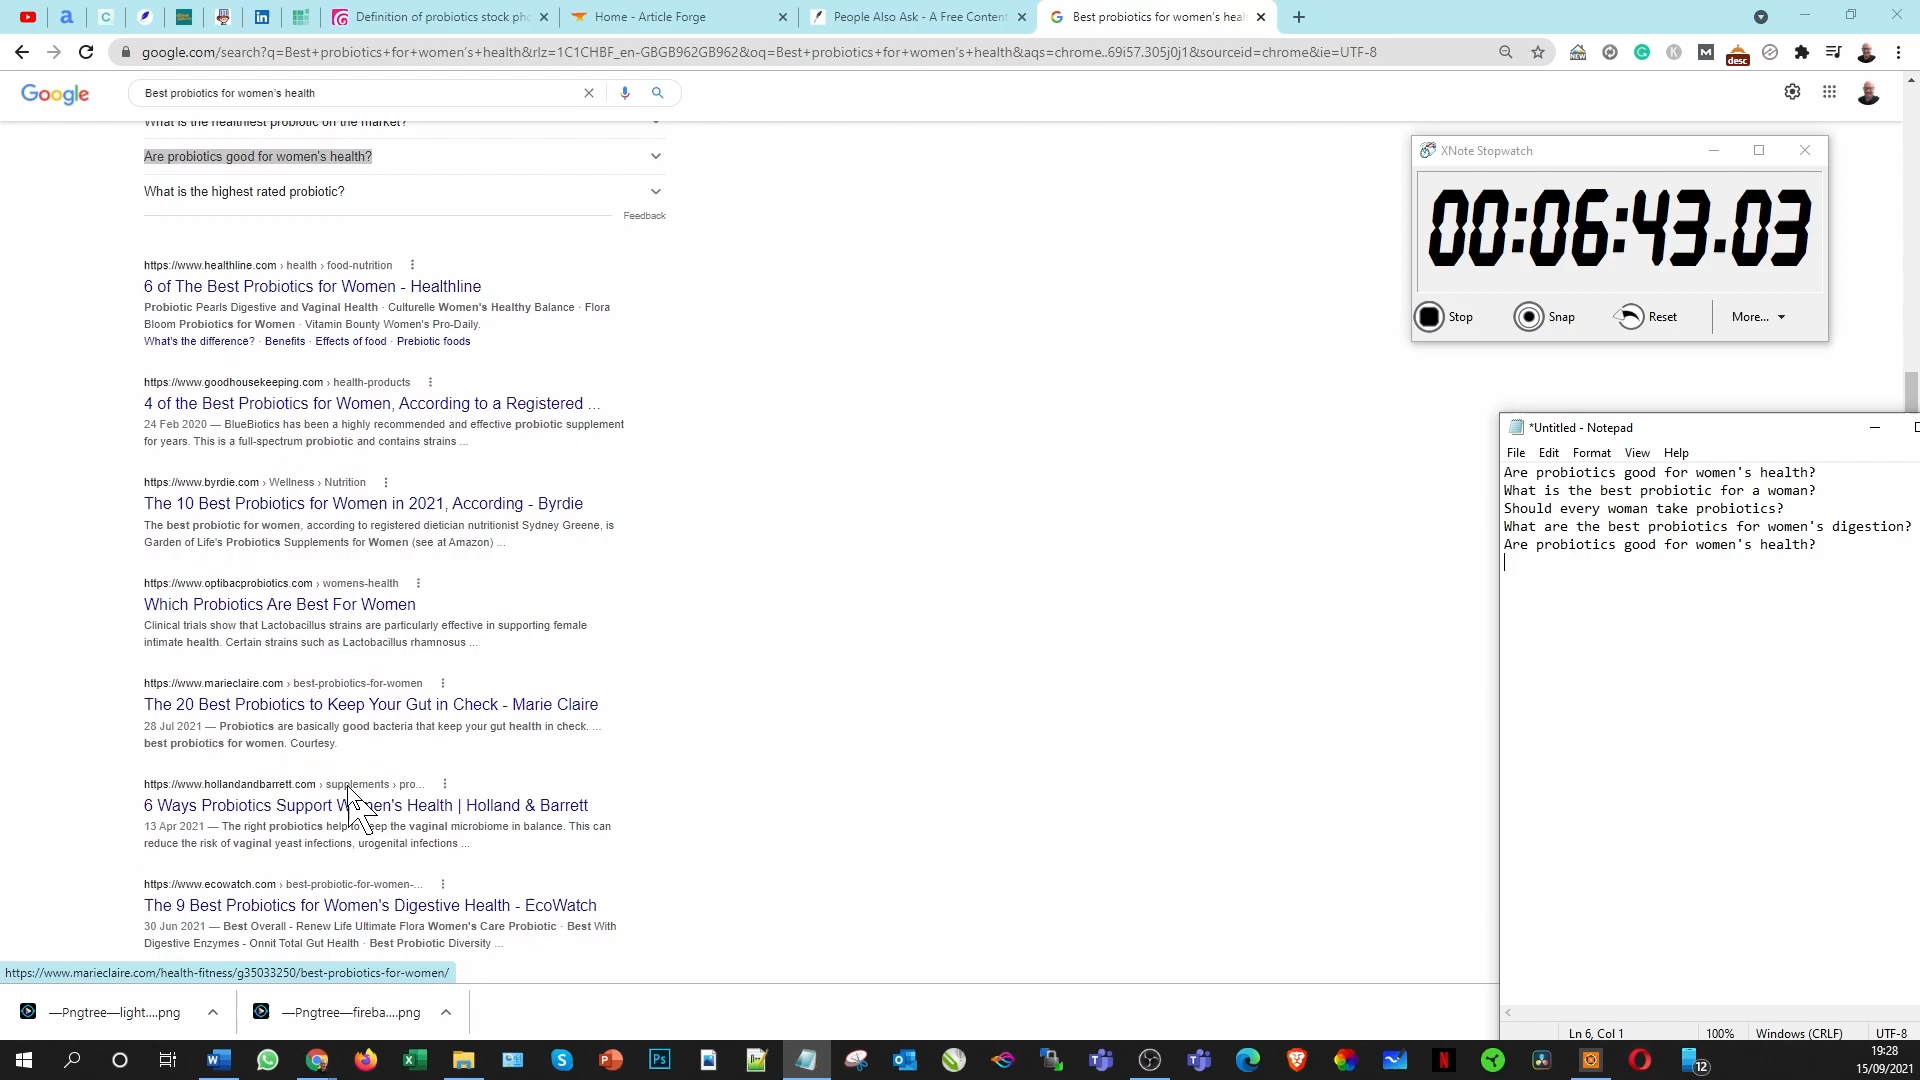 Definition of probiotics stock pho
Home - Article Forge
People Also Ask - A Free Content
Best probiotics for women's heal
google.com/search?q=Best+probiotics+for+women's+health&rlz=1C1CHBF_en-GBGB962GB962&oq=Best+probiotics+for+women's+health&aqs=chrome..69i57.305j0j1&sourceid=chrome&ie=UTF-8
Google
Best probiotics for women's health
What is the healthiest probiotic on the market?
Are probiotics good for women's health?
What is the highest rated probiotic?
Feedback
https://www.healthline.com › health › food-nutrition
6 of The Best Probiotics for Women - Healthline
Probiotic Pearls Digestive and Vaginal Health · Culturelle Women's Healthy Balance · Flora
Bloom Probiotics for Women · Vitamin Bounty Women's Pro-Daily.
What's the difference? · Benefits · Effects of food · Prebiotic foods
https://www.goodhousekeeping.com › health-products
4 of the Best Probiotics for Women, According to a Registered ...
24 Feb 2020 — BlueBiotics has been a highly recommended and effective probiotic supplement
for years. This is a full-spectrum probiotic and contains strains ...
https://www.byrdie.com › Wellness › Nutrition
The 10 Best Probiotics for Women in 2021, According - Byrdie
The best probiotic for women, according to registered dietician nutritionist Sydney Greene, is
Garden of Life's Probiotics Supplements for Women (see at Amazon) ...
https://www.optibacprobiotics.com › womens-health
Which Probiotics Are Best For Women
Clinical trials show that Lactobacillus strains are particularly effective in supporting female
intimate health. Certain strains such as Lactobacillus rhamnosus ...
https://www.marieclaire.com › best-probiotics-for-women
The 20 Best Probiotics to Keep Your Gut in Check - Marie Claire
28 Jul 2021 — Probiotics are basically good bacteria that keep your gut health in check. ...
best probiotics for women. Courtesy.
https://www.hollandandbarrett.com › supplements › pro...
6 Ways Probiotics Support Women's Health | Holland & Barrett
13 Apr 2021 — The right probiotics help to keep the vaginal microbiome in balance. This can
reduce the risk of vaginal yeast infections, urogenital infections ...
https://www.ecowatch.com › best-probiotic-for-women-...
The 9 Best Probiotics for Women's Digestive Health - EcoWatch
30 Jun 2021 — Best Overall - Renew Life Ultimate Flora Women's Care Probiotic · Best With
Digestive Enzymes - Onnit Total Gut Health · Best Probiotic Diversity ...
https://www.marieclaire.com/health-fitness/g35033250/best-probiotics-for-women/
—Pngtree—light....png
—Pngtree—fireba....png
XNote Stopwatch
00:06:43.03
Stop
Snap
Reset
More...
*Untitled - Notepad
File Edit Format View Help
Are probiotics good for women's health?
What is the best probiotic for a woman?
Should every woman take probiotics?
What are the best probiotics for women's digestion?
Are probiotics good for women's health?
Ln 6, Col 1
100%
Windows (CRLF)
UTF-8
19:28
15/09/2021
12
desc
NEW